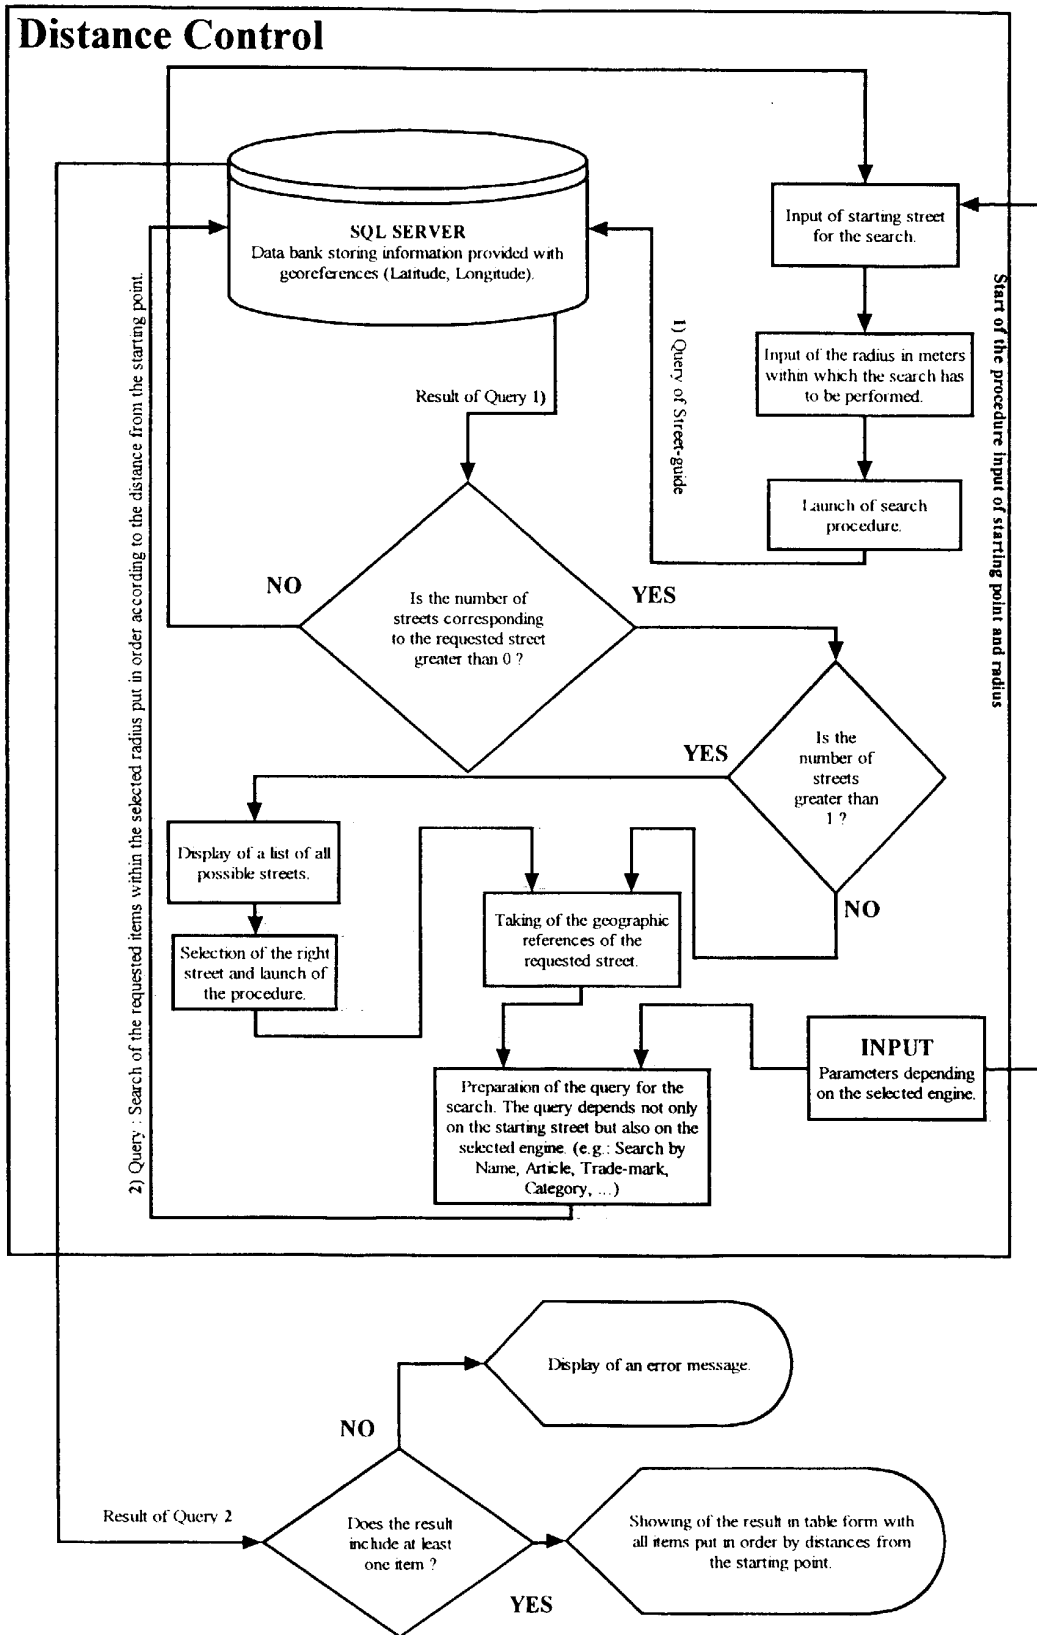 Distance Control
SQL SERVER
Data bank storing information provided with
georeferences (Latitude, Longitude).
Input of starting street
for the search.
Input of the radius in meters
within which the search has
to be performed.
Launch of search
procedure.
Start of the procedure input of starting point and radius
1) Query of Street-guide
Result of Query 1)
2) Query : Search of the requested items within the selected radius put in order according to the distance from the starting point.
NO
YES
Is the number of
streets corresponding
to the requested street
greater than 0 ?
YES
Is the
number of
streets
greater than
1 ?
NO
Display of a list of all
possible streets.
Selection of the right
street and launch of
the procedure.
Taking of the geographic
references of the
requested street.
INPUT
Parameters depending
on the selected engine.
Preparation of the query for the
search. The query depends not only
on the starting street but also on the
selected engine. (e.g.: Search by
Name, Article, Trade-mark,
Category, ...)
Display of an error message.
NO
Result of Query 2
Does the result
include at least
one item ?
YES
Showing of the result in table form with
all items put in order by distances from
the starting point.